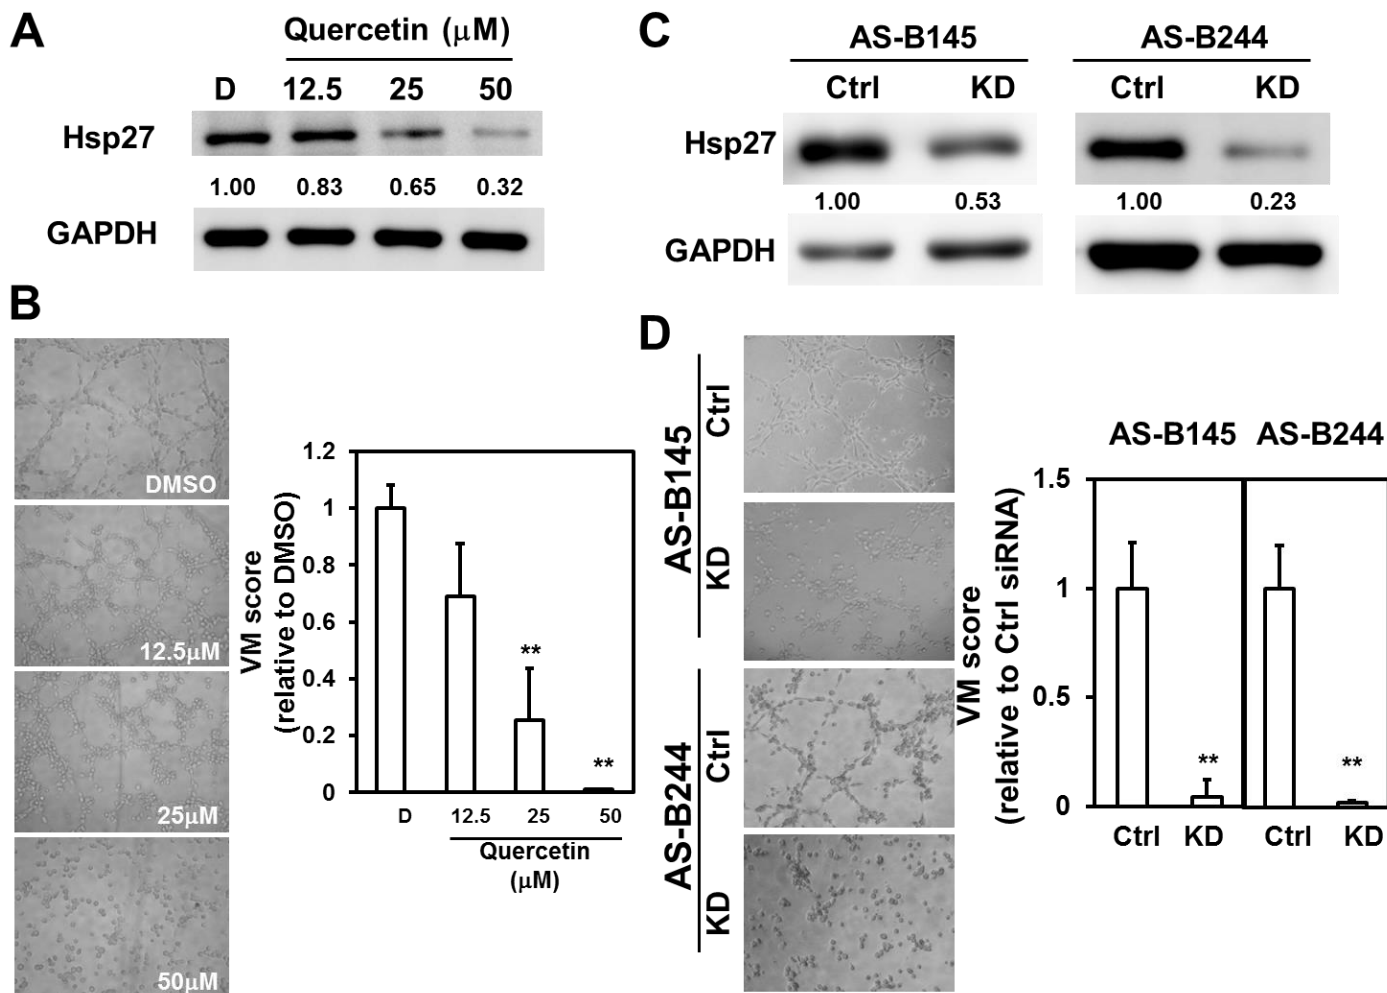 A
Quercetin (μM)
D 12.5 25 50
Hsp27
1.00 0.83 0.65 0.32
GAPDH
B
DMSO
12.5μM
25μM
50μM
VM score
(relative to DMSO)
1.2
1
0.8
0.6
0.4
0.2
0
**
**
D 12.5 25 50
Quercetin
(μM)
C
AS-B145 AS-B244
Ctrl KD Ctrl KD
Hsp27
1.00 0.53 1.00 0.23
GAPDH
D
AS-B145
Ctrl
KD
AS-B244
Ctrl
KD
AS-B145 AS-B244
VM score
(relative to Ctrl siRNA)
1.5
1
0.5
0
** **
Ctrl KD Ctrl KD